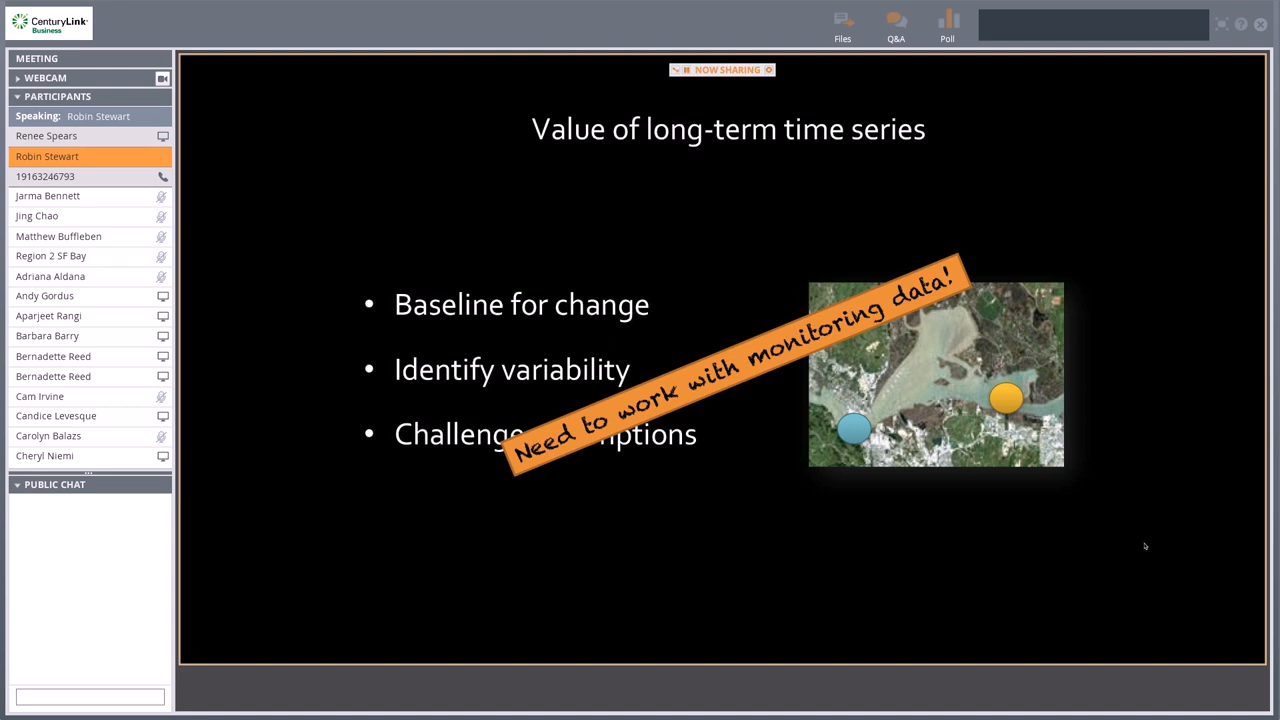 CenturyLink
Business
Files
Q&A
Poll
MEETING
WEBCAM
PARTICIPANTS
Speaking: Robin Stewart
Renee Spears
Robin Stewart
19163246793
Jarma Bennett
Jing Chao
Matthew Buffleben
Region 2 SF Bay
Adriana Aldana
Andy Gordus
Aparjeet Rangi
Barbara Barry
Bernadette Reed
Bernadette Reed
Cam Irvine
Candice Levesque
Carolyn Balazs
Cheryl Niemi
PUBLIC CHAT
NOW SHARING
Value of long-term time series
• Baseline for change
• Identify variability
• Challenge ptions
Need to work with monitoring data!